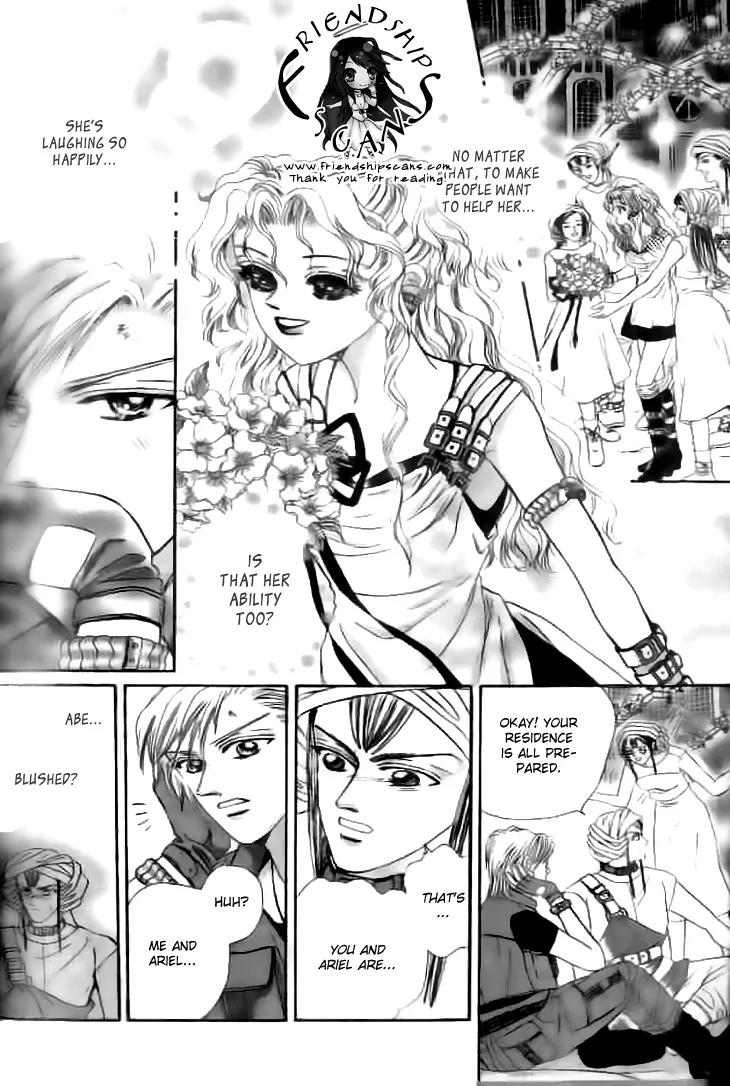 FRIENDSHIPS
SCANS
www.friendshipscans.com
Thank you for reading!
NO MATTER
THAT, TO MAKE
PEOPLE WANT
TO HELP HER...
SHE'S
LAUGHING SO
HAPPILY...
IS
THAT HER
ABILITY
TOO?
OKAY! YOUR
RESIDENCE
IS ALL PRE-
PARED.
THAT'S
...
YOU AND
ARIEL ARE...
HUH?
ME AND
ARIEL...
ABE...
BLUSHED?